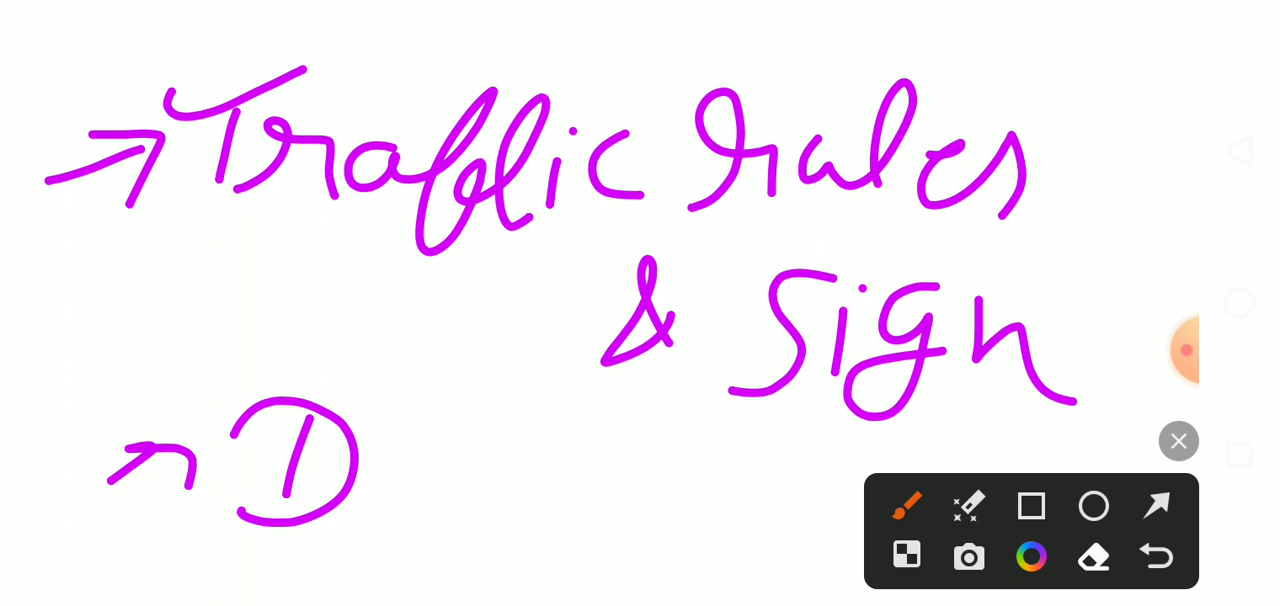 → Traffic rules
& Sign
→ D